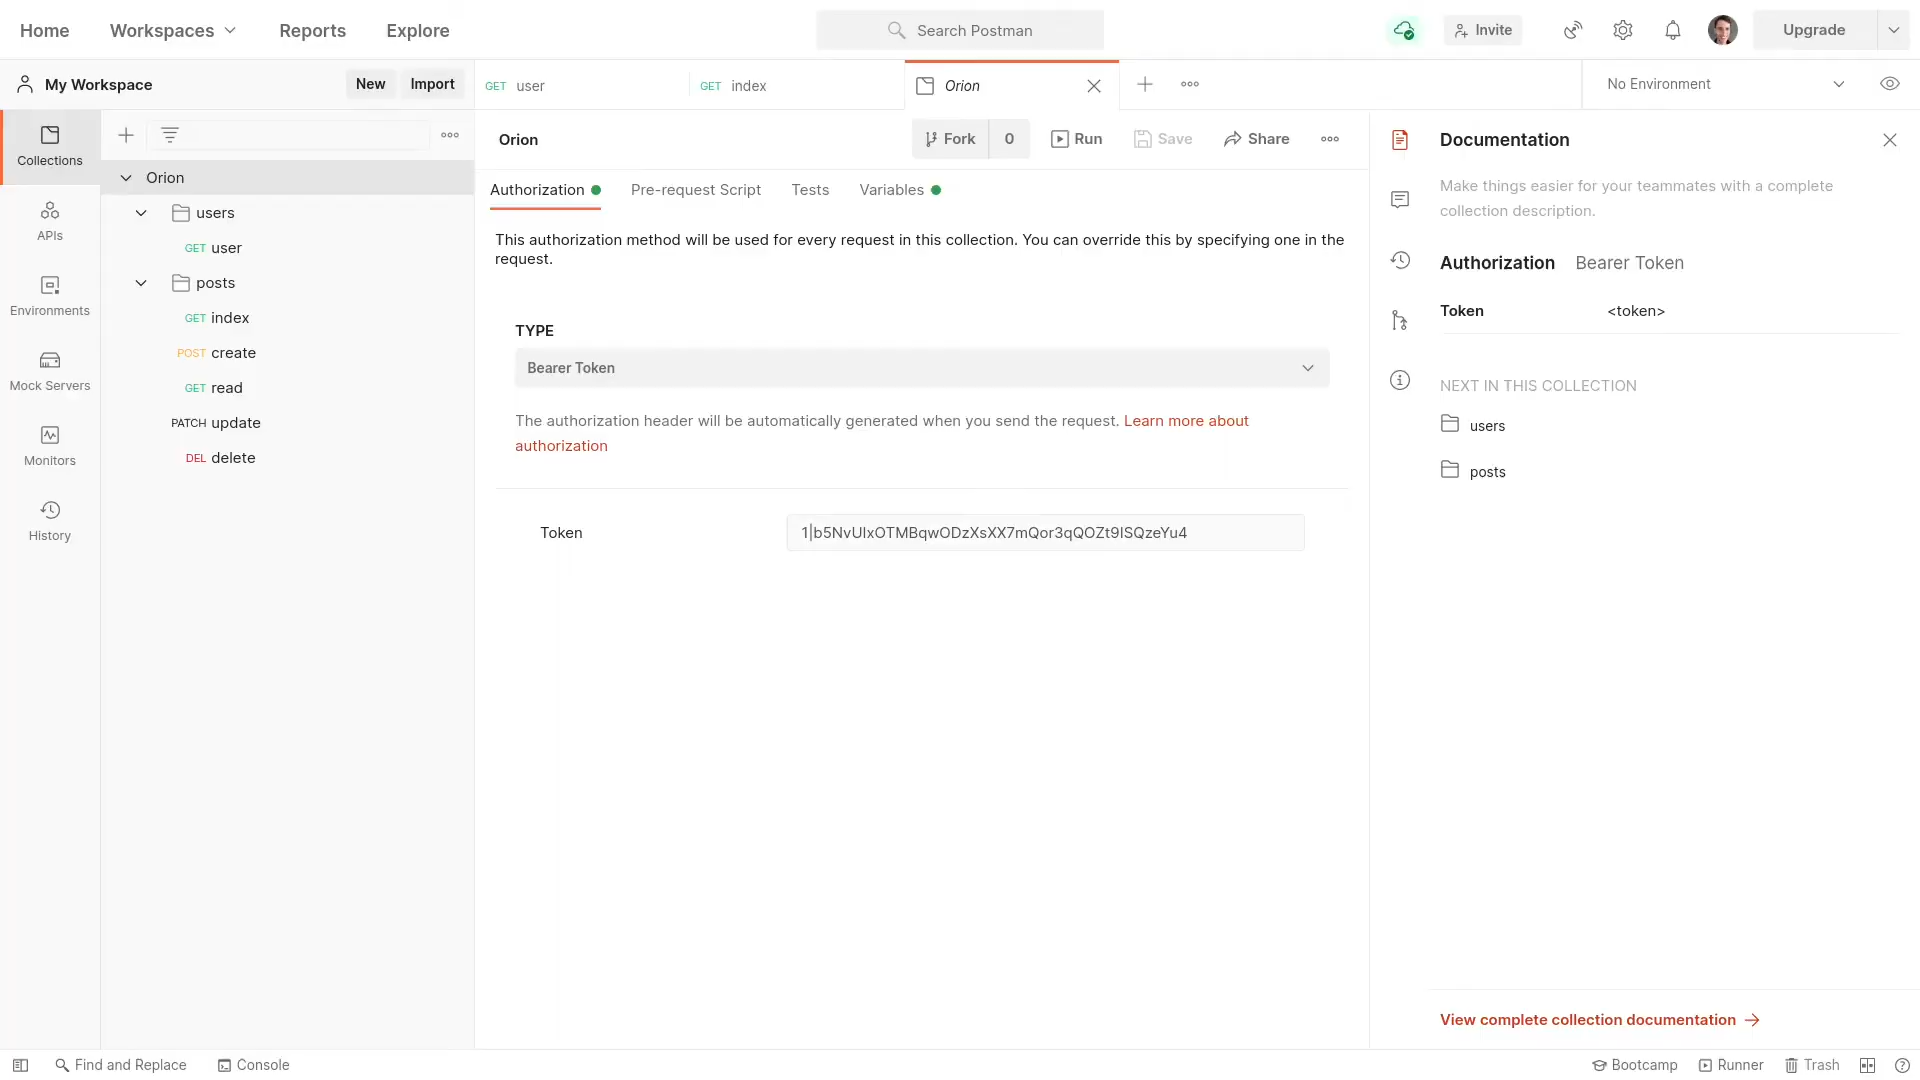 Home
Workspaces
Reports
Explore
Search Postman
Invite
Upgrade
My Workspace
New
Import
GET user
GET index
Orion
No Environment
Collections
APIs
Environments
Mock Servers
Monitors
History
Orion
users
GET user
posts
GET index
POST create
GET read
PATCH update
DEL delete
Orion
Fork
0
Run
Save
Share
Authorization
Pre-request Script
Tests
Variables
This authorization method will be used for every request in this collection. You can override this by specifying one in the
request.
TYPE
Bearer Token
The authorization header will be automatically generated when you send the request. Learn more about
authorization
Token
1|b5NvUIxOTMBqwODzXsXX7mQor3qQOZt9ISQzeYu4
Documentation
Make things easier for your teammates with a complete
collection description.
Authorization Bearer Token
Token <token>
NEXT IN THIS COLLECTION
users
posts
View complete collection documentation
Find and Replace
Console
Bootcamp
Runner
Trash